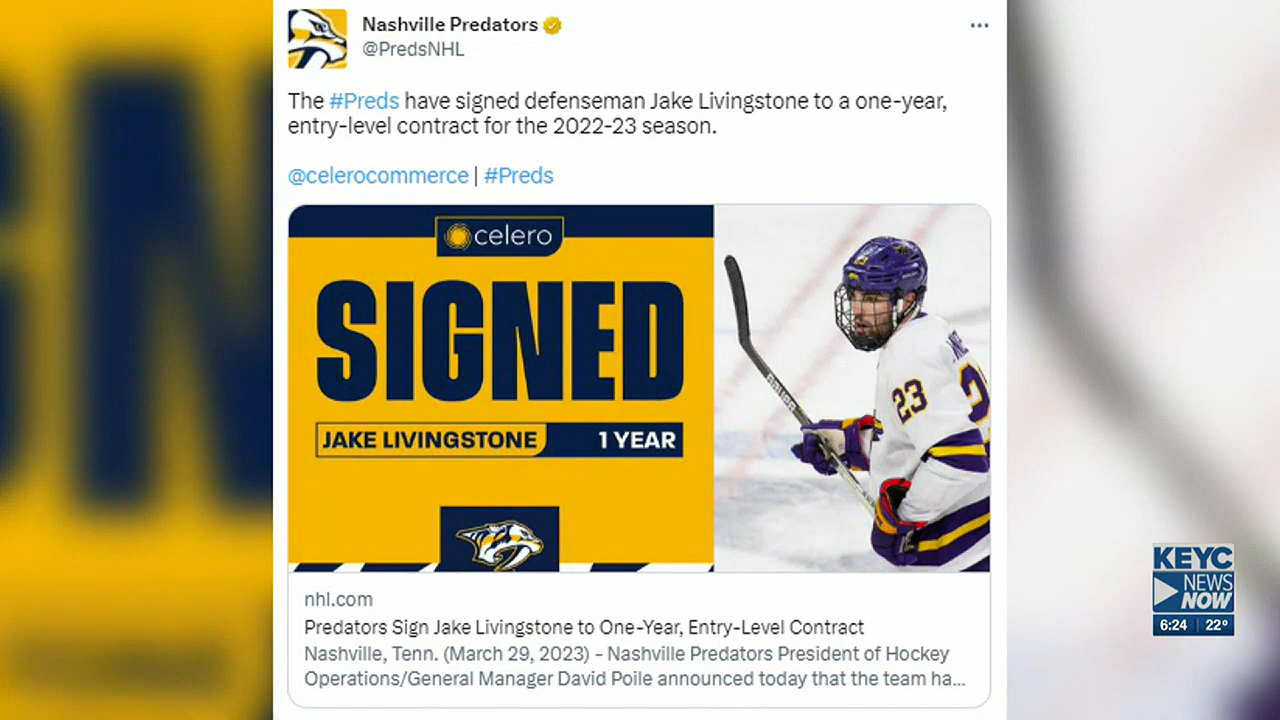 Nashville Predators
@PredsNHL
The #Preds have signed defenseman Jake Livingstone to a one-year,
entry-level contract for the 2022-23 season.
@celerocommerce | #Preds
celero
SIGNED
JAKE LIVINGSTONE 1 YEAR
23
nhl.com
Predators Sign Jake Livingstone to One-Year, Entry-Level Contract
Nashville, Tenn. (March 29, 2023) – Nashville Predators President of Hockey
Operations/General Manager David Poile announced today that the team ha...
KEYC
NEWS
NOW
6:24 22°